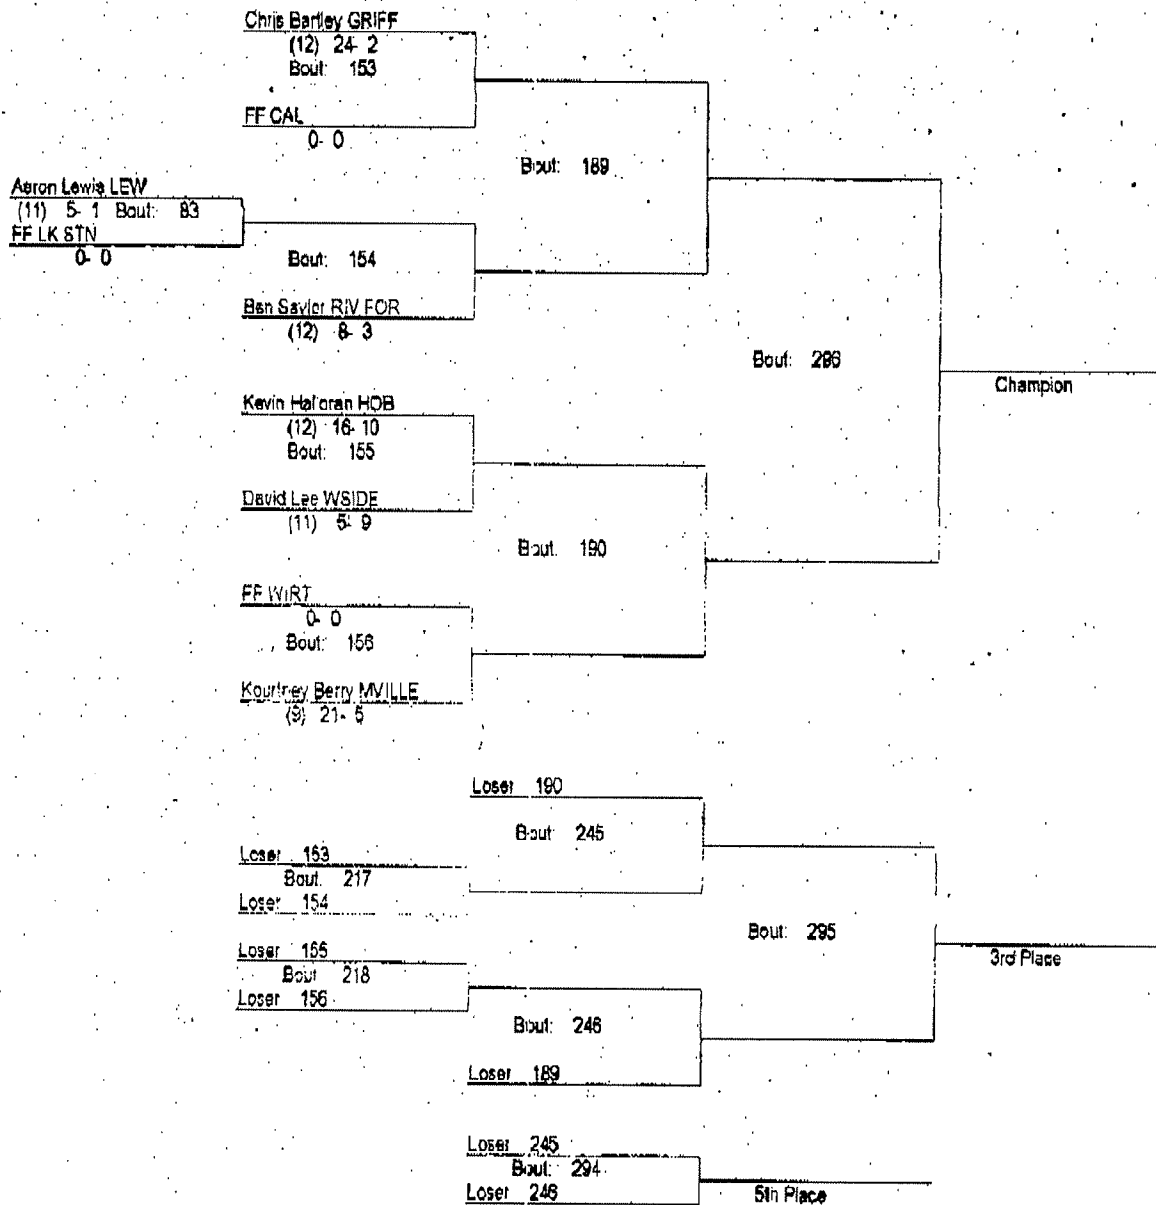 Chris Bartley GRIFF
(12) 24- 2
Bout: 153
FF CAL
0- 0
Bout: 189
Aaron Lewis LEW
(11) 5- 1 Bout: 83
FF LK STN
0- 0
Bout: 154
Ben Savior RIV FOR
(12) 8- 3
Bout: 296
Champion
Kevin Halloran HOB
(12) 16- 10
Bout: 155
David Lee WSIDE
(11) 5- 9
Bout: 190
FF WIRT
0- 0
Bout: 156
Kourtney Berry MVILLE
(9) 21- 5
Loser 190
Bout: 245
Loser 153
Bout: 217
Loser 154
Bout: 295
3rd Place
Loser 155
Bout: 218
Loser 156
Bout: 246
Loser 189
Loser 245
Bout: 294
Loser 246
5th Place